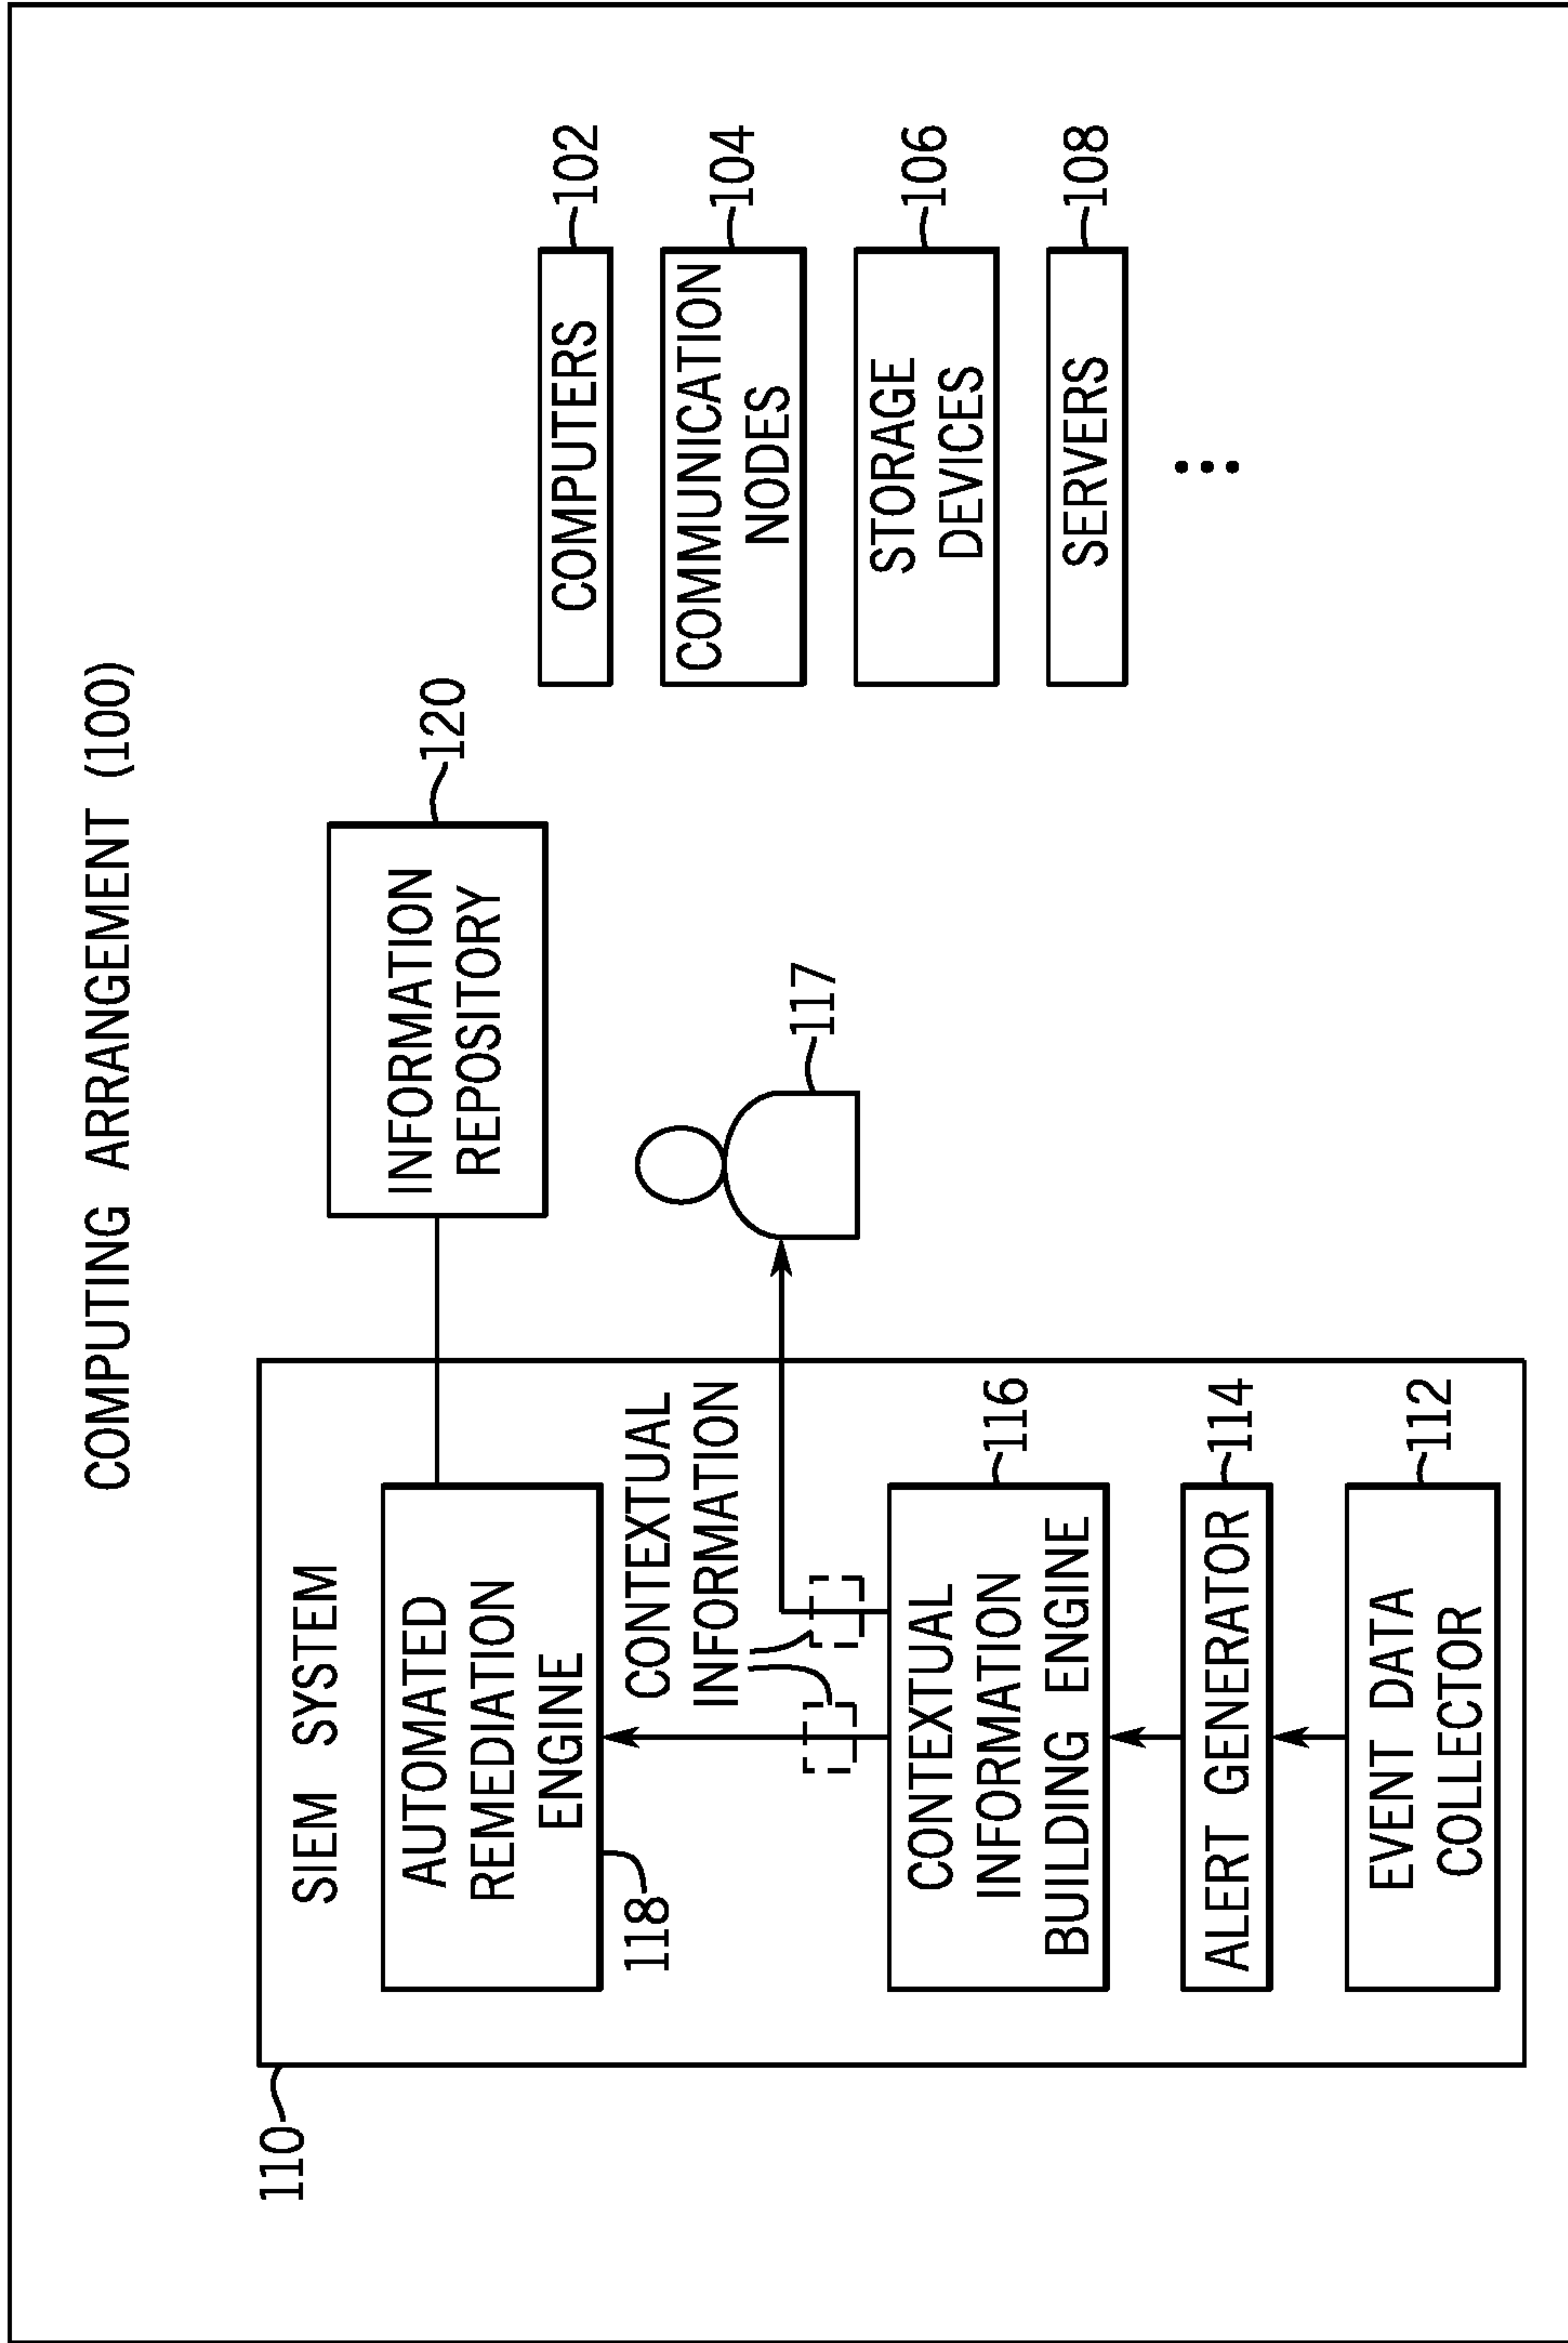 COMPUTING ARRANGEMENT (100)
110
SIEM SYSTEM
AUTOMATED
REMEDIATION
ENGINE
118
CONTEXTUAL
INFORMATION
CONTEXTUAL
INFORMATION
BUILDING ENGINE
116
ALERT GENERATOR
114
EVENT DATA
COLLECTOR
112
INFORMATION
REPOSITORY
120
117
COMPUTERS
102
COMMUNICATION
NODES
104
STORAGE
DEVICES
106
SERVERS
108